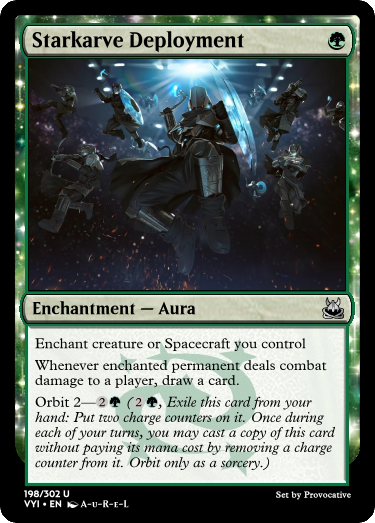 Starkarve Deployment
Enchantment — Aura
Enchant creature or Spacecraft you control
Whenever enchanted permanent deals combat
damage to a player, draw a card.
Orbit 2—2 ( 2 , Exile this card from your
hand: Put two charge counters on it. Once during
each of your turns, you may cast a copy of this card
without paying its mana cost by removing a charge
counter from it. Orbit only as a sorcery.)
198/302 U
VYI • EN A-U-R-E-L
Set by Provocative